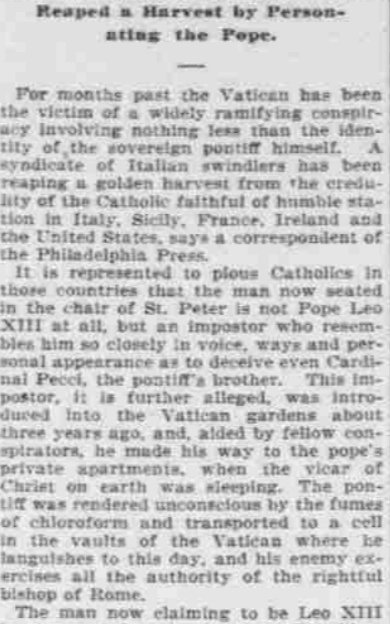 Reaped a Harvest by Person-
ating the Pope.
For months past the Vatican has been
the victim of a widely ramifying conspir-
acy involving nothing less than the iden-
tity of the sovereign pontiff himself. A
syndicate of Italian swindlers has been
reaping a golden harvest from the credu-
lity of the Catholic faithful of humble sta-
tion in Italy, Sicily, France, Ireland and
the United States, says a correspondent of
the Philadelphia Press.
It is represented to pious Catholics in
those countries that the man now seated
in the chair of St. Peter is not Pope Leo
XIII at all, but an impostor who resem-
bles him so closely in voice, ways and per-
sonal appearance as to deceive even Cardi-
nal Pecci, the pontiff's brother. This im-
postor, it is further alleged, was intro-
duced into the Vatican gardens about
three years ago, and, aided by fellow con-
spirators, he made his way to the pope's
private apartments, when the vicar of
Christ on earth was sleeping. The pon-
tiff was rendered unconscious by the fumes
of chloroform and transported to a cell
in the vaults of the Vatican where he
languishes to this day, and his enemy ex-
ercises all the authority of the rightful
bishop of Rome.
The man now claiming to be Leo XIII